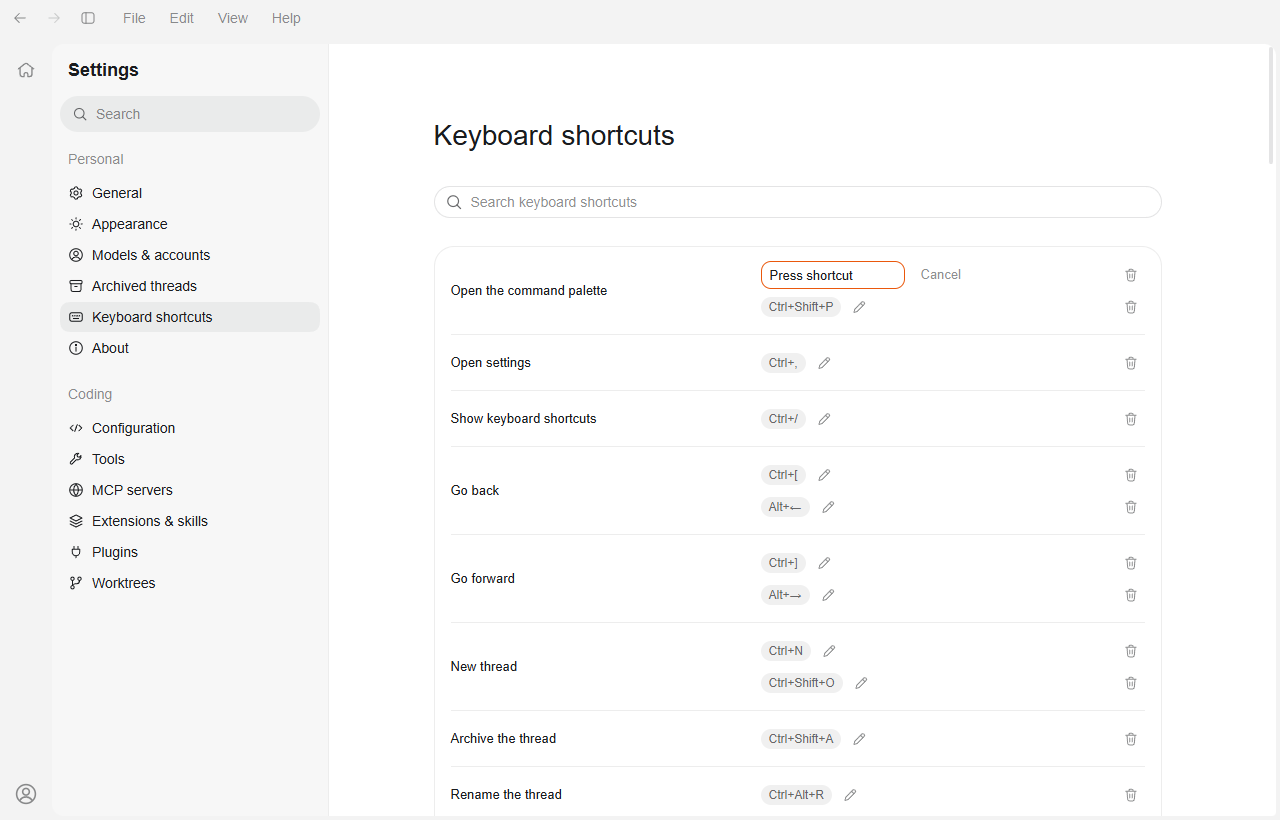 File Edit View Help
Settings
Search
Personal
General
Appearance
Models & accounts
Archived threads
Keyboard shortcuts
About
Coding
Configuration
Tools
MCP servers
Extensions & skills
Plugins
Worktrees
Keyboard shortcuts
Search keyboard shortcuts
Open the command palette
Press shortcut Cancel
Ctrl+Shift+P
Open settings
Ctrl+,
Show keyboard shortcuts
Ctrl+/
Go back
Ctrl+[
Alt+←
Go forward
Ctrl+]
Alt+→
New thread
Ctrl+N
Ctrl+Shift+O
Archive the thread
Ctrl+Shift+A
Rename the thread
Ctrl+Alt+R